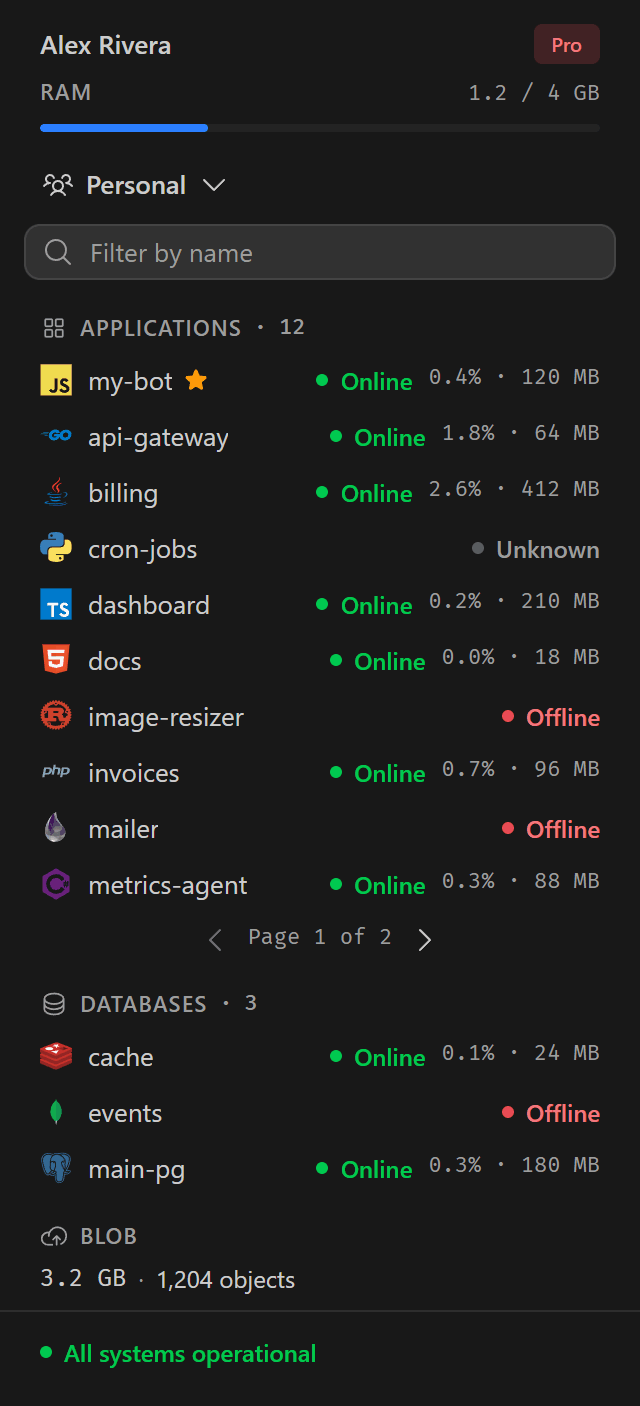 Alex Rivera Pro
RAM 1.2 / 4 GB
Personal
Filter by name
APPLICATIONS · 12
JS my-bot Online 0.4% · 120 MB
GO api-gateway Online 1.8% · 64 MB
billing Online 2.6% · 412 MB
cron-jobs Unknown
TS dashboard Online 0.2% · 210 MB
5 docs Online 0.0% · 18 MB
R image-resizer Offline
php invoices Online 0.7% · 96 MB
mailer Offline
C metrics-agent Online 0.3% · 88 MB
Page 1 of 2
DATABASES · 3
cache Online 0.1% · 24 MB
events Offline
main-pg Online 0.3% · 180 MB
BLOB
3.2 GB · 1,204 objects
All systems operational